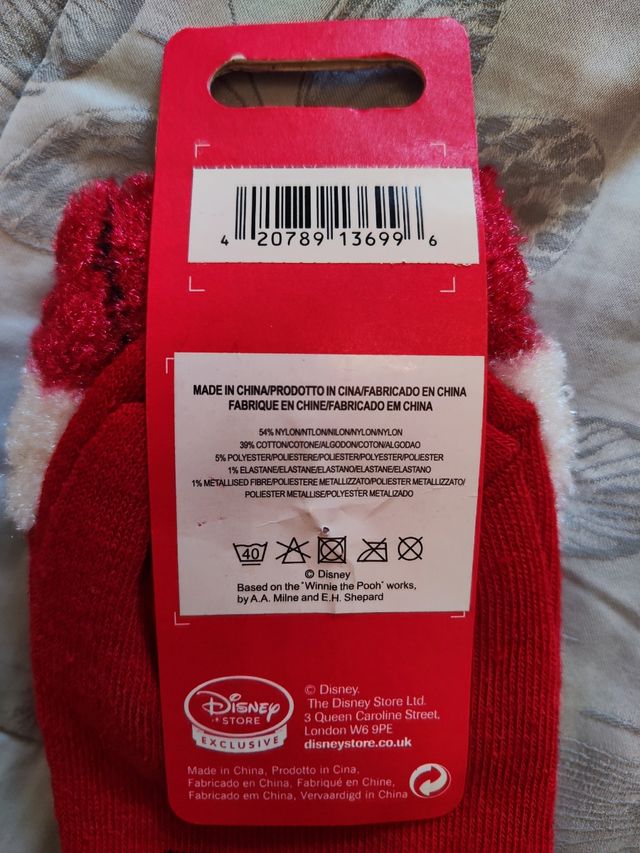 4 20789 13699 6
MADE IN CHINA/PRODOTTO IN CINA/FABRICADO EN CHINA
FABRIQUE EN CHINE/FABRICADO EM CHINA
54% NYLON/NTLON/NILON/NYLON/NYLON
39% COTTON/COTONE/ALGODON/COTON/ALGODAO
5% POLYESTER/POLIESTERE/POLIESTER/POLYESTER/POLIESTER
1% ELASTANE/ELASTANE/ELASTANO/ELASTANE/ELASTANO
1% METALLISED FIBRE/POLIESTERE METALLIZZATO/POLIESTER METALLIZZATO/
POLIESTER METALLISE/POLYESTER METALIZADO
40
© Disney
Based on the "Winnie the Pooh" works,
by A.A. Milne and E.H. Shepard
Disney
STORE
EXCLUSIVE
© Disney.
The Disney Store Ltd.
3 Queen Caroline Street,
London W6 9PE
disneystore.co.uk
Made in China, Prodotto in Cina,
Fabricado en China, Fabriqué en Chine,
Fabricado em China, Vervaardigd in China